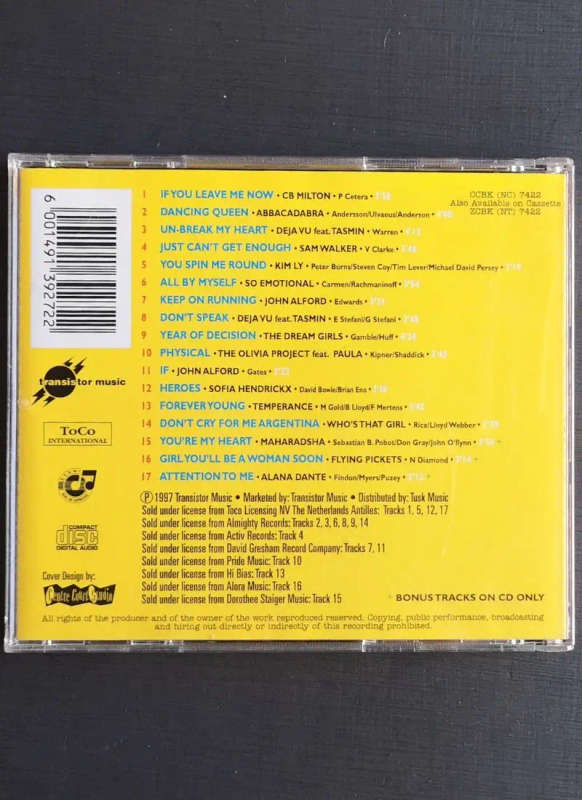 6 001491 392722
1 IF YOU LEAVE ME NOW • CB MILTON • P Cetera •
2 DANCING QUEEN • ABBACADABRA • Andersson/Ulvaeus/Anderson •
3 UN-BREAK MY HEART • DEJA VU feat. TASMIN • Warren •
4 JUST CAN'T GET ENOUGH • SAM WALKER • V Clarke •
5 YOU SPIN ME ROUND • KIM LY • Peter Burns/Steven Coy/Tim Lever/Michael David Persey •
6 ALL BY MYSELF • SO EMOTIONAL • Carmen/Rachmaninoff •
7 KEEP ON RUNNING • JOHN ALFORD • Edwards •
8 DON'T SPEAK • DEJA VU feat. TASMIN • E Stefani/G Stefani •
9 YEAR OF DECISION • THE DREAM GIRLS • Gamble/Huff •
10 PHYSICAL • THE OLIVIA PROJECT feat. PAULA • Kipner/Shaddick •
11 IF • JOHN ALFORD • Gates •
12 HEROES • SOFIA HENDRICKX • David Bowie/Brian Eno •
13 FOREVER YOUNG • TEMPERANCE • M Gold/B Lloyd/F Mertens •
14 DON'T CRY FOR ME ARGENTINA • WHO'S THAT GIRL • Rice/Lloyd Webber •
15 YOU'RE MY HEART • MAHARADSHA • Sebastian B. Pobot/Don Gray/John O'flynn •
16 GIRL YOU'LL BE A WOMAN SOON • FLYING PICKETS • N Diamond •
17 ATTENTION TO ME • ALANA DANTE • Findon/Myers/Puzey •
CCBK (NC) 7422
Also Available on Cassette
ZCBK (NT) 7422
transistor music
ToCo
INTERNATIONAL
COMPACT
disc
DIGITAL AUDIO
Cover Design by:
Ⓟ 1997 Transistor Music • Marketed by: Transistor Music • Distributed by: Tusk Music
Sold under license from Toco Licensing NV The Netherlands Antilles: Tracks 1, 5, 12, 17
Sold under license from Almighty Records: Tracks 2, 3, 6, 8, 9, 14
Sold under license from Activ Records: Track 4
Sold under license from David Gresham Record Company: Tracks 7, 11
Sold under license from Pride Music: Track 10
Sold under license from Hi Bias: Track 13
Sold under license from Alora Music: Track 16
Sold under license from Dorothee Staiger Music: Track 15
* BONUS TRACKS ON CD ONLY
All rights of the producer and of the owner of the work reproduced reserved. Copying, public performance, broadcasting
and hiring out directly or indirectly of this recording prohibited.